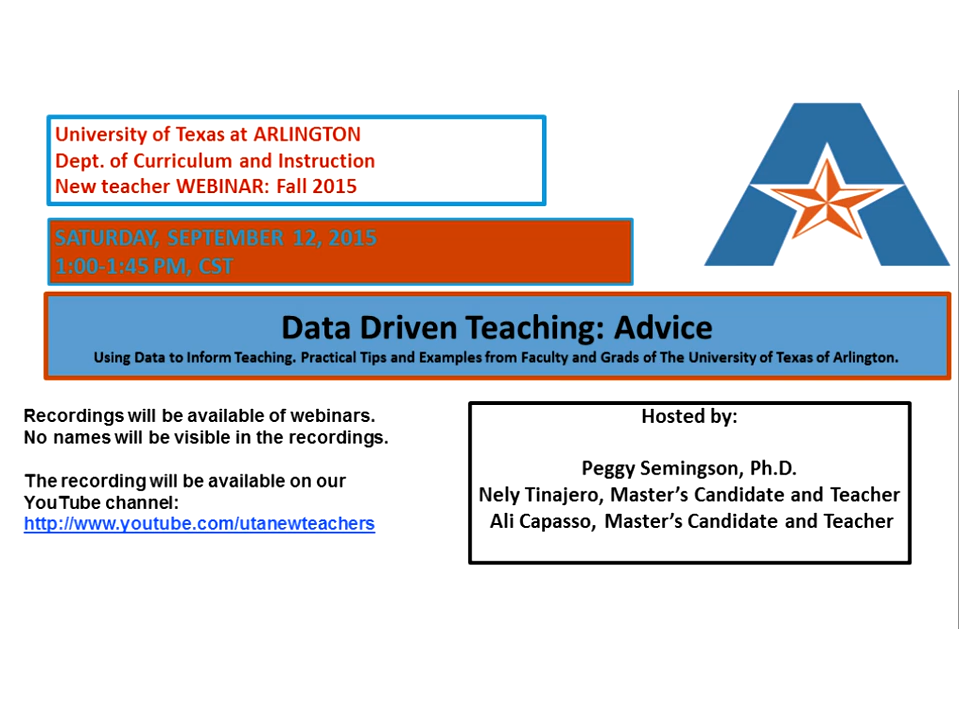 University of Texas at ARLINGTON
Dept. of Curriculum and Instruction
New teacher WEBINAR: Fall 2015
SATURDAY, SEPTEMBER 12, 2015
1:00-1:45 PM, CST
Data Driven Teaching: Advice
Using Data to Inform Teaching. Practical Tips and Examples from Faculty and Grads of The University of Texas of Arlington.
Recordings will be available of webinars.
No names will be visible in the recordings.
The recording will be available on our
YouTube channel:
http://www.youtube.com/utanewteachers
Hosted by:
Peggy Semingson, Ph.D.
Nely Tinajero, Master's Candidate and Teacher
Ali Capasso, Master's Candidate and Teacher